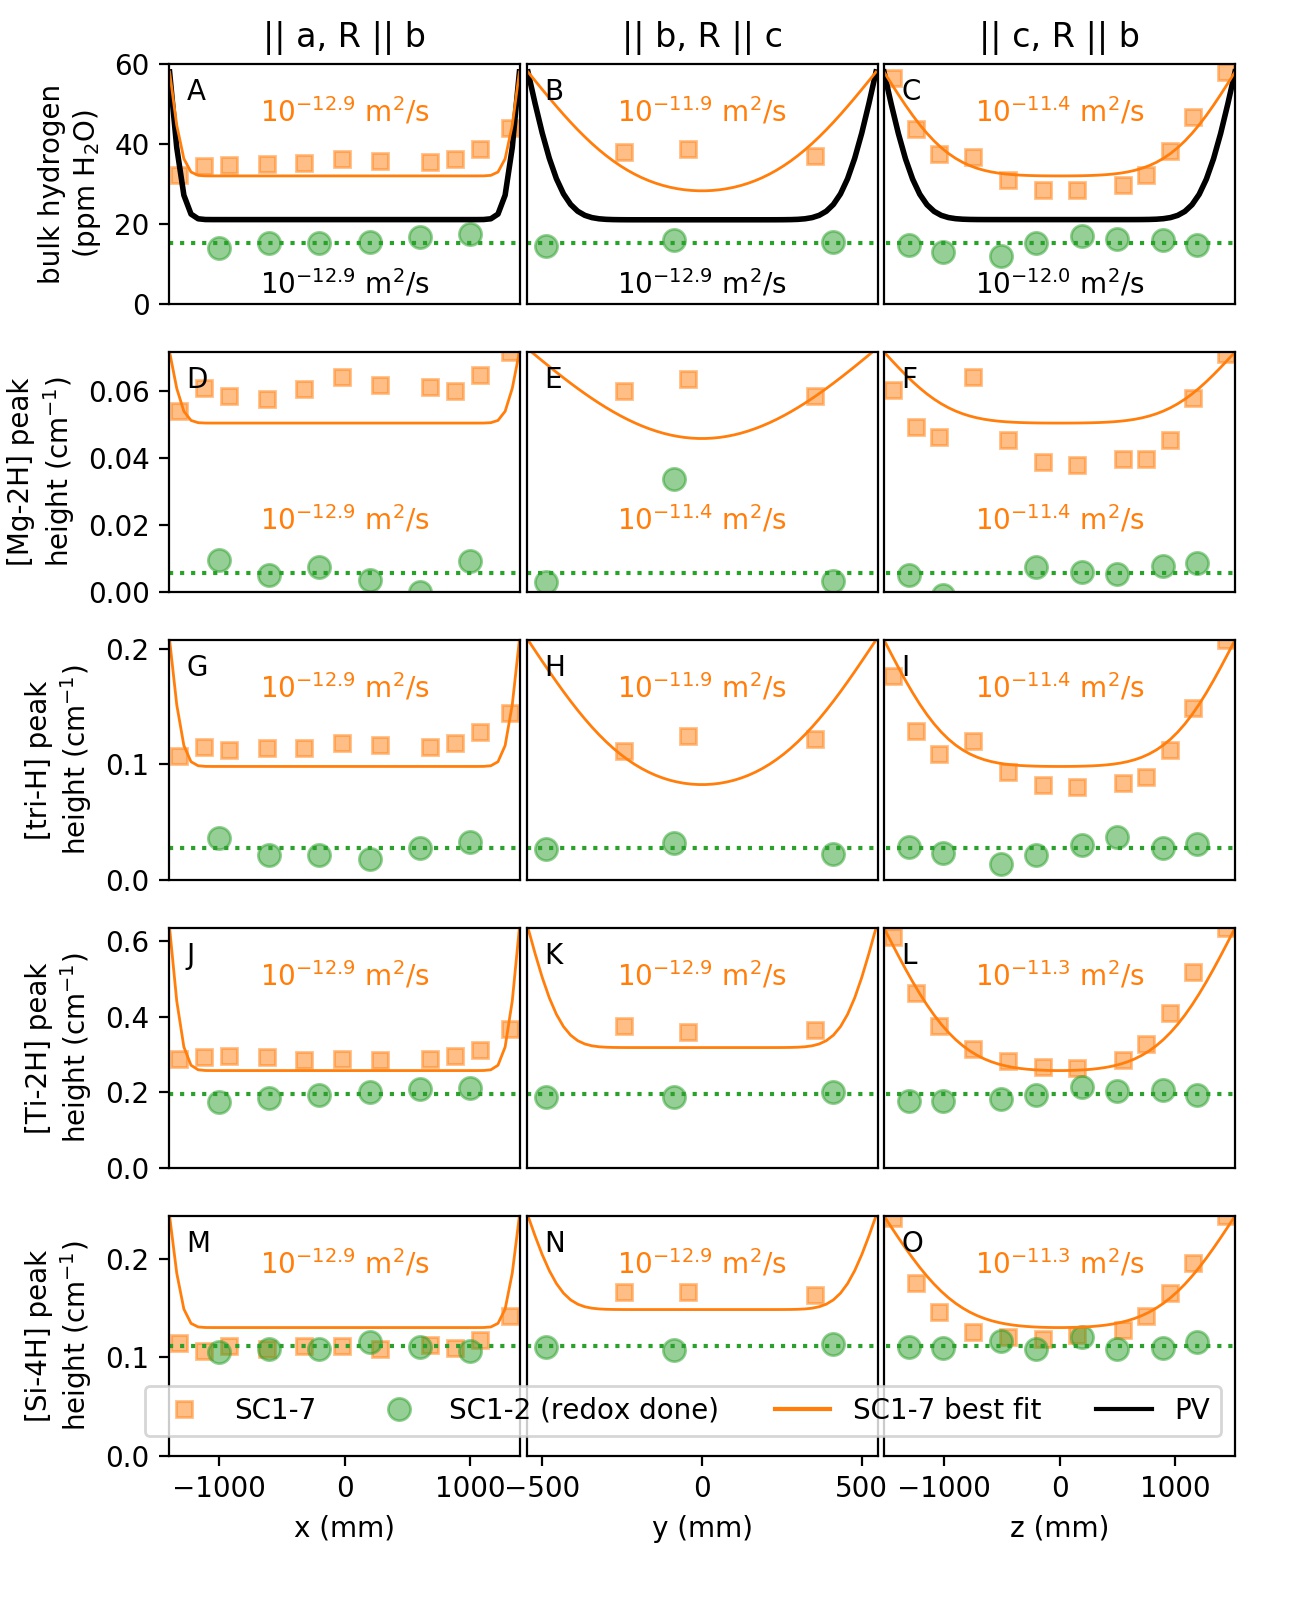 || a, R || b
|| b, R || c
|| c, R || b
bulk hydrogen
(ppm H₂O)
60
40
20
0
A
10⁻¹²·⁹ m²/s
10⁻¹²·⁹ m²/s
B
10⁻¹¹·⁹ m²/s
10⁻¹²·⁹ m²/s
C
10⁻¹¹·⁴ m²/s
10⁻¹²·⁰ m²/s
[Mg-2H] peak
height (cm⁻¹)
0.06
0.04
0.02
0.00
D
10⁻¹²·⁹ m²/s
E
10⁻¹¹·⁴ m²/s
F
10⁻¹¹·⁴ m²/s
[tri-H] peak
height (cm⁻¹)
0.2
0.1
0.0
G
10⁻¹²·⁹ m²/s
H
10⁻¹¹·⁹ m²/s
I
10⁻¹¹·⁴ m²/s
[Ti-2H] peak
height (cm⁻¹)
0.6
0.4
0.2
0.0
J
10⁻¹²·⁹ m²/s
K
10⁻¹²·⁹ m²/s
L
10⁻¹¹·³ m²/s
[Si-4H] peak
height (cm⁻¹)
0.2
0.1
0.0
M
10⁻¹²·⁹ m²/s
N
10⁻¹²·⁹ m²/s
O
10⁻¹¹·³ m²/s
SC1-7
SC1-2 (redox done)
SC1-7 best fit
PV
−1000 0 1000
−500 0 500
−1000 0 1000
x (mm)
y (mm)
z (mm)